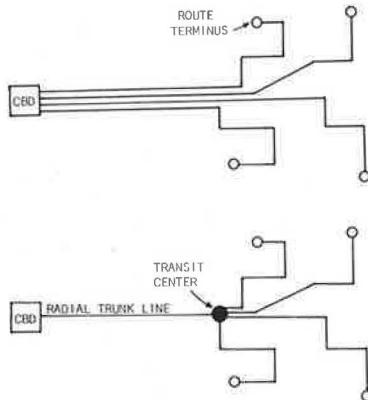 ROUTE
TERMINUS
CBD
TRANSIT
CENTER
RADIAL TRUNK LINE
CBD